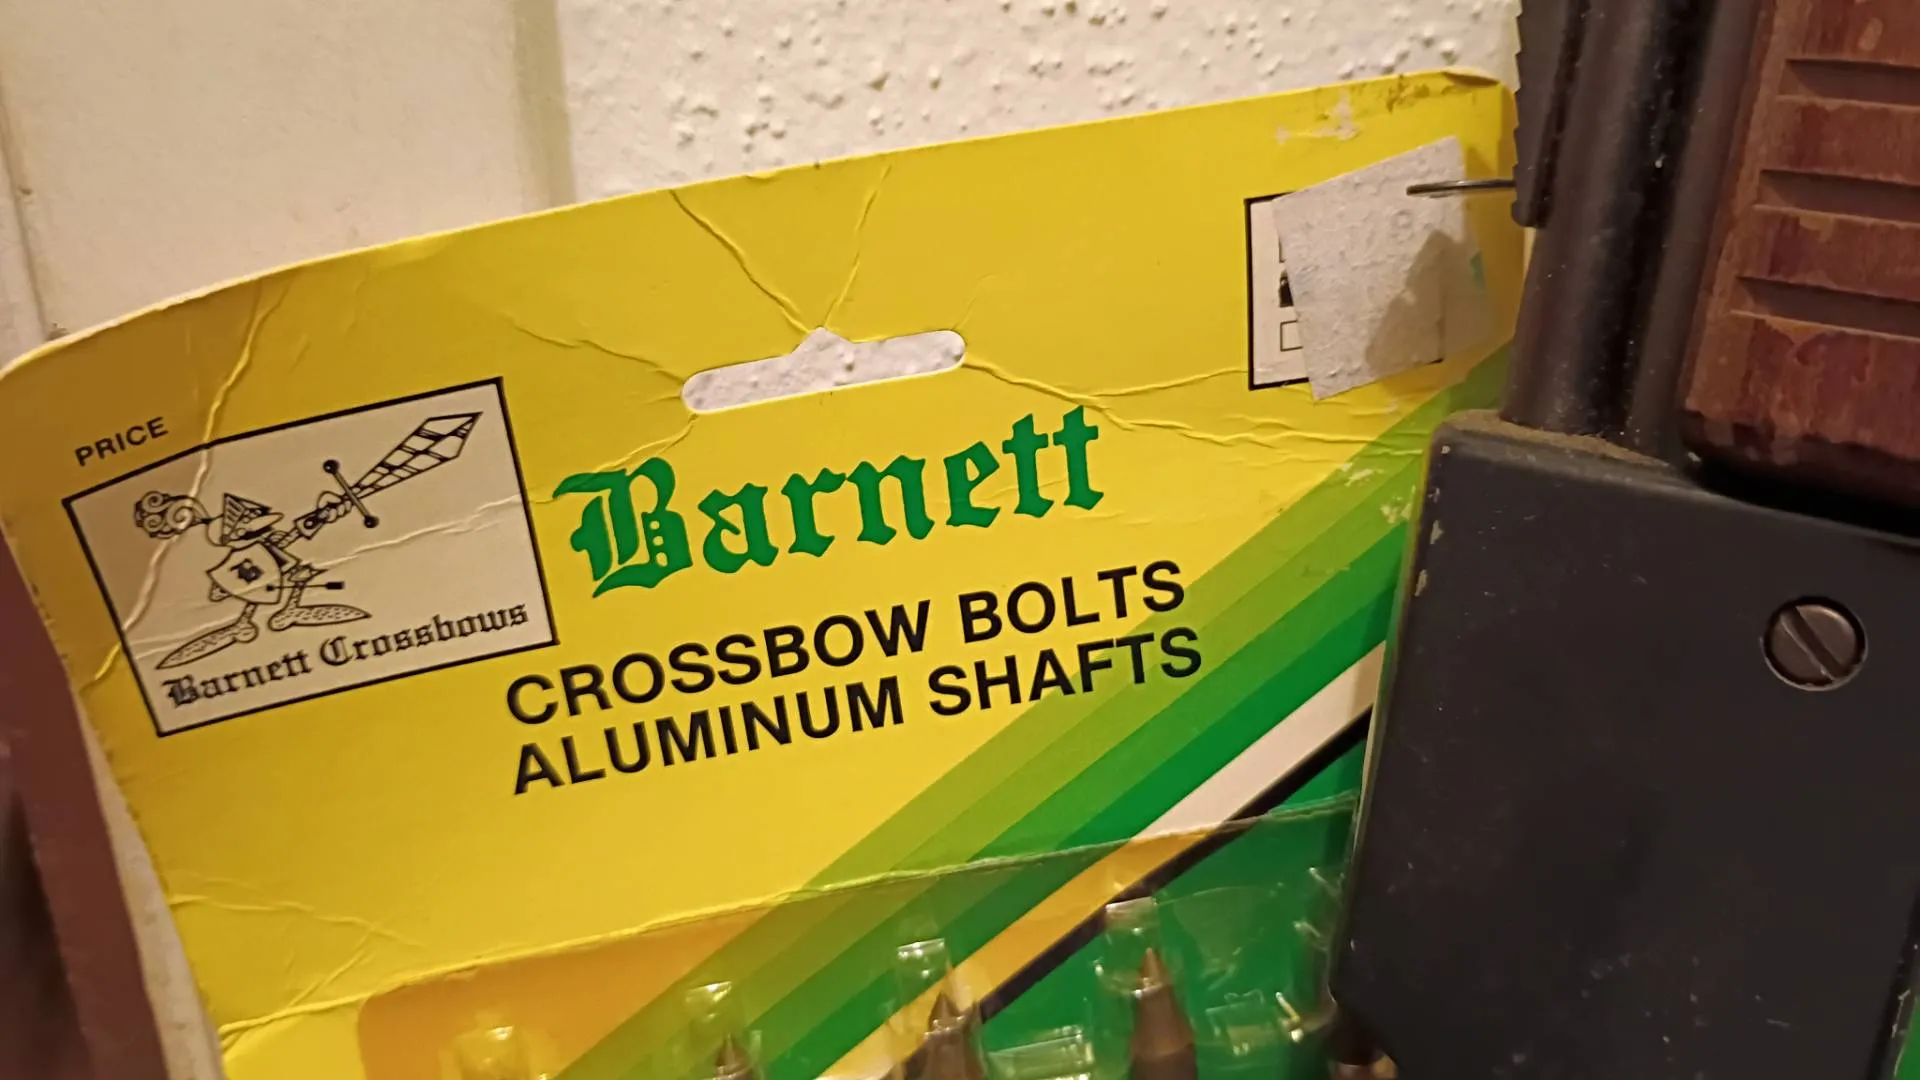 PRICE
B
Barnett Crossbows
Barnett
CROSSBOW BOLTS
ALUMINUM SHAFTS